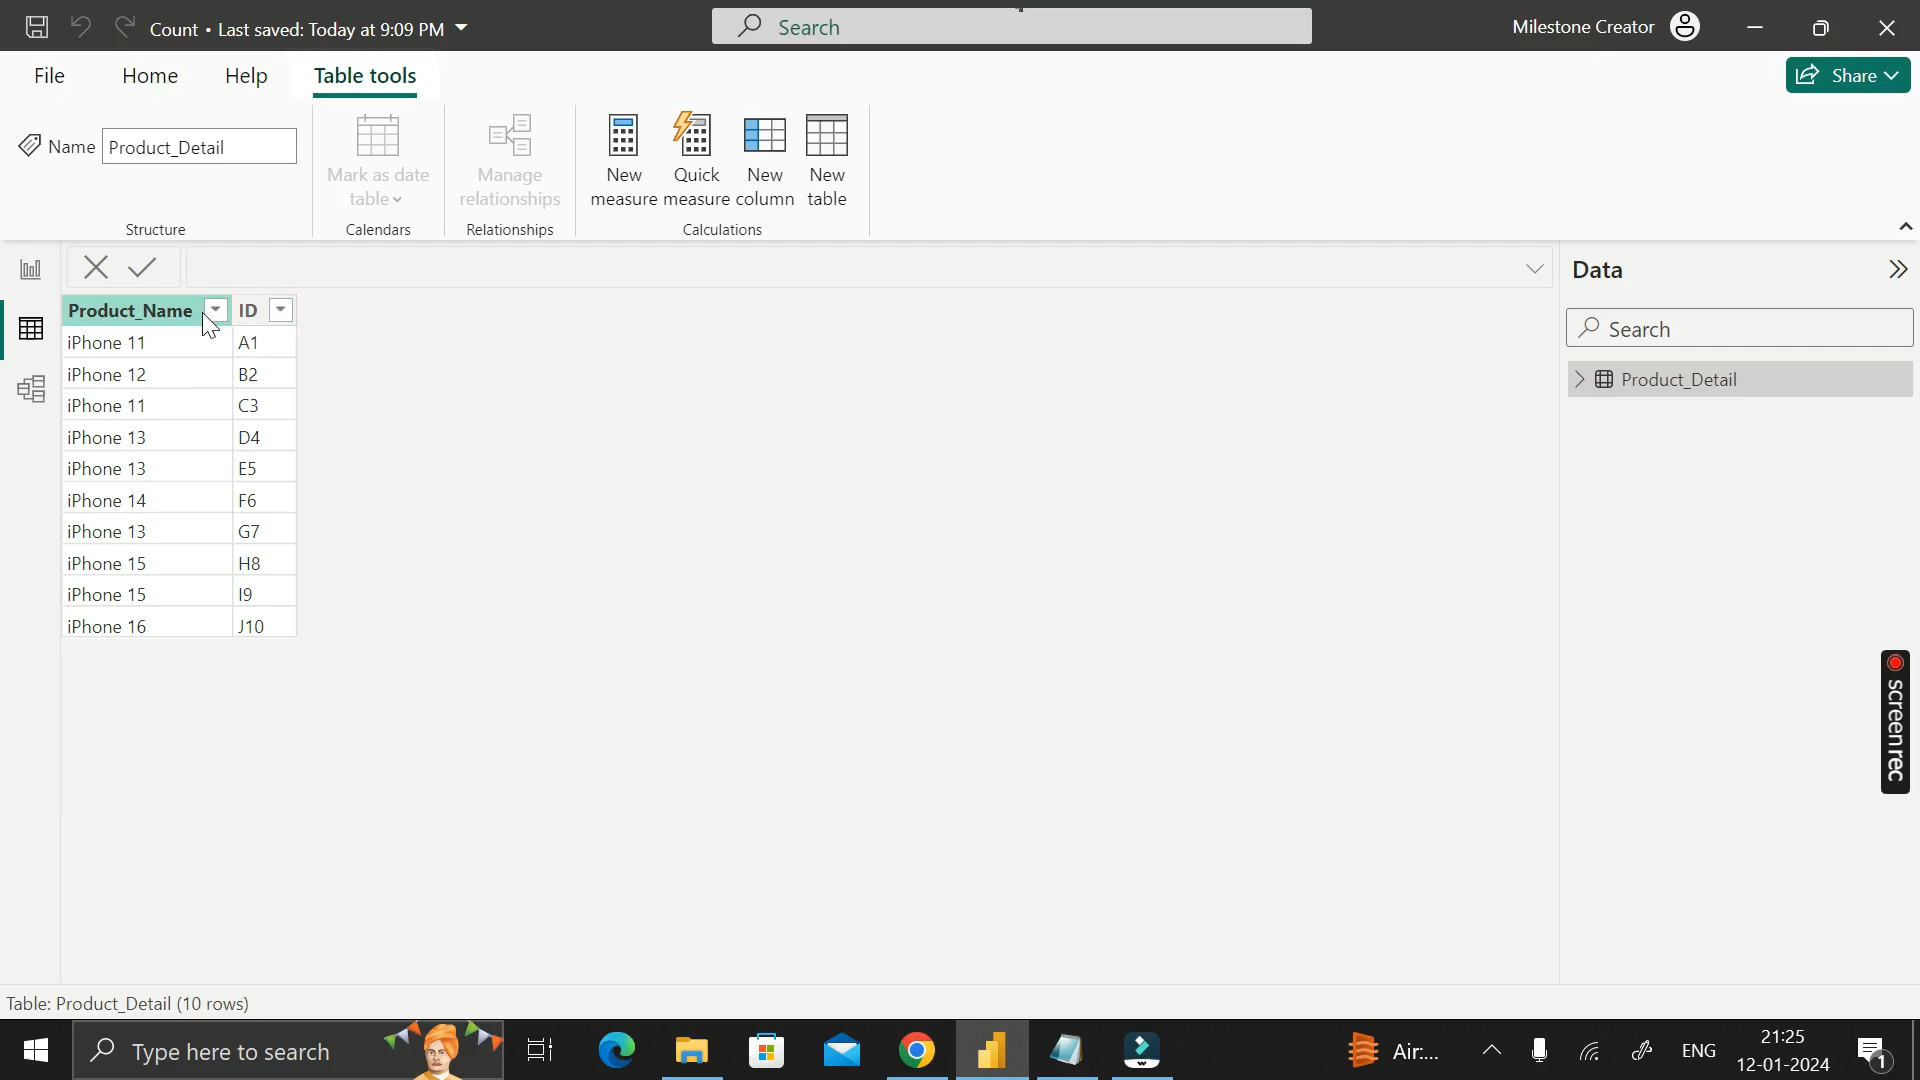 Count • Last saved: Today at 9:09 PM
Search
Milestone Creator
File Home Help Table tools
Share
Name Product_Detail
Mark as date table
Manage relationships
New measure
Quick measure
New column
New table
Structure Calendars Relationships Calculations
Data
Product_Name ID
Search
iPhone 11 A1
iPhone 12 B2
Product_Detail
iPhone 11 C3
iPhone 13 D4
iPhone 13 E5
iPhone 14 F6
iPhone 13 G7
iPhone 15 H8
iPhone 15 I9
iPhone 16 J10
screenrec
Table: Product_Detail (10 rows)
Type here to search
Air:...
ENG
21:25
12-01-2024
1